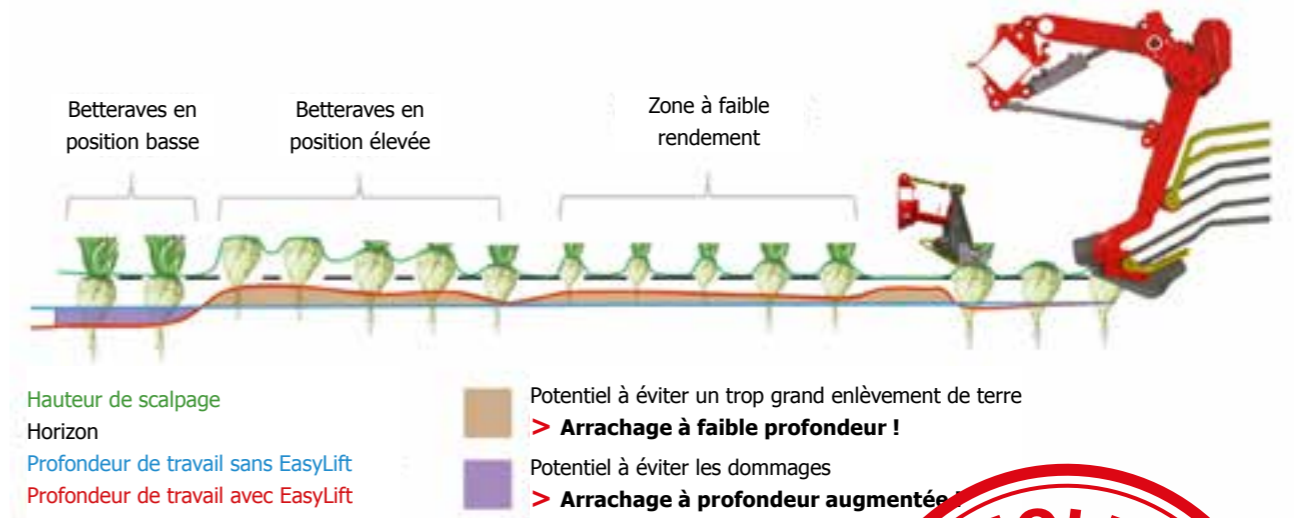 Betteraves en
position basse
Betteraves en
position élevée
Zone à faible
rendement
Hauteur de scalpage
Horizon
Profondeur de travail sans EasyLift
Profondeur de travail avec EasyLift
Potentiel à éviter un trop grand enlèvement de terre
> Arrachage à faible profondeur !
Potentiel à éviter les dommages
> Arrachage à profondeur augmentée